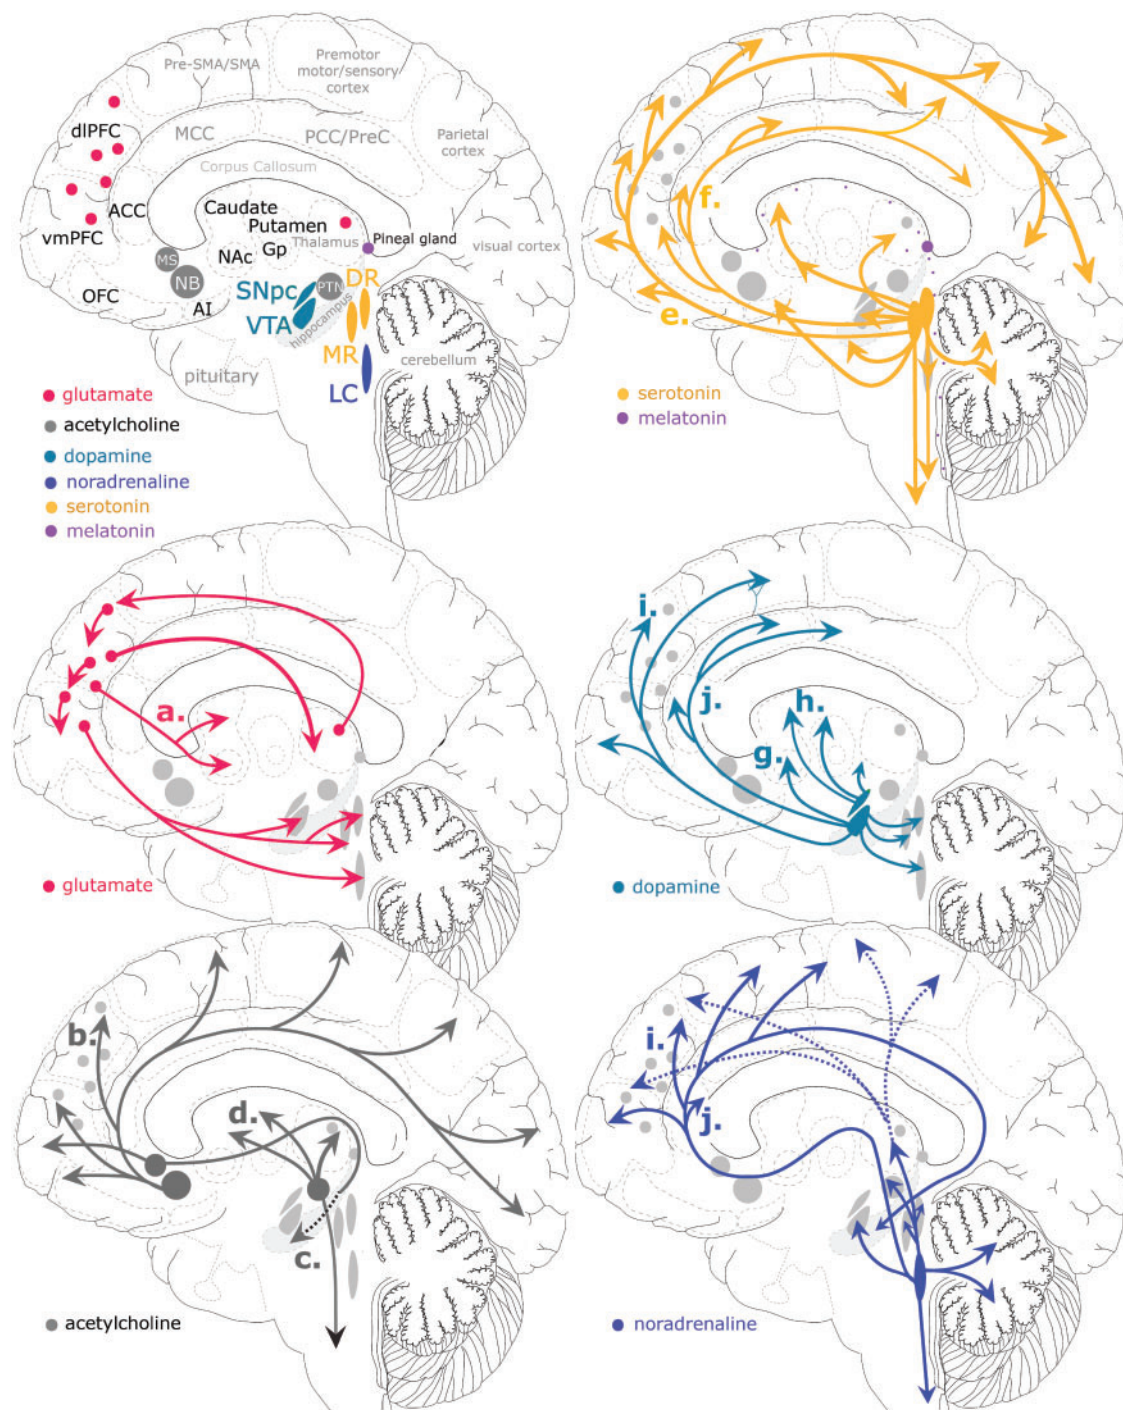 Pre-SMA/SMA
Premotor
motor/sensory
cortex
dlPFC
MCC
PCC/PreC
Parietal
cortex
Corpus Callosum
ACC
Caudate
Putamen
vmPFC
Thalamus
Pineal gland
visual cortex
MS
NAc
Gp
NB
PTN
DR
OFC
AI
SNpc
VTA
hippocampus
MR
cerebellum
pituitary
LC
glutamate
acetylcholine
dopamine
noradrenaline
serotonin
melatonin
f.
e.
serotonin
melatonin
a.
glutamate
i.
j.
h.
g.
dopamine
b.
d.
c.
acetylcholine
i.
j.
noradrenaline